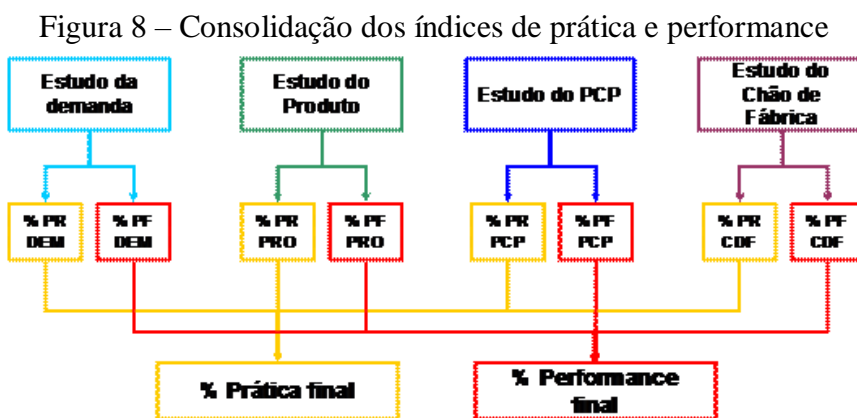 Figura 8 – Consolidação dos índices de prática e performance
Estudo da
demanda
Estudo do
Produto
Estudo do PCP
Estudo do
Chão de
Fábrica
% PR
DEM
% PF
DEM
% PR
PRO
% PF
PRO
% PR
PCP
% PF
PCP
% PR
CDF
% PF
CDF
% Prática final
% Performance
final